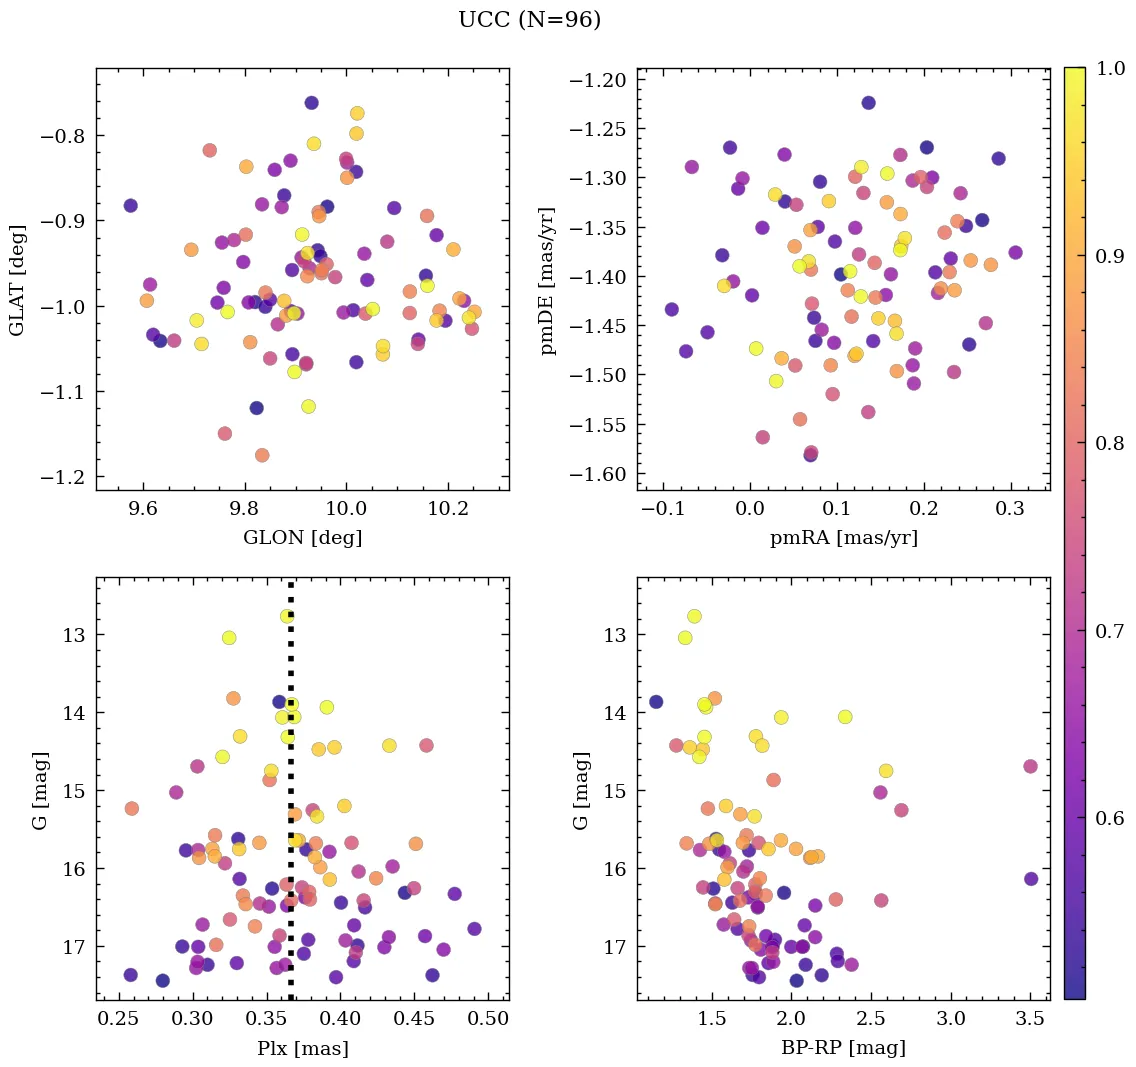 UCC (N=96)
−0.8
−0.9
−1.0
−1.1
−1.2
GLAT [deg]
9.6 9.8 10.0 10.2
GLON [deg]
−1.20
−1.25
−1.30
−1.35
−1.40
−1.45
−1.50
−1.55
−1.60
pmDE [mas/yr]
−0.1 0.0 0.1 0.2 0.3
pmRA [mas/yr]
1.0
0.9
0.8
0.7
0.6
13
14
15
16
17
G [mag]
0.25 0.30 0.35 0.40 0.45 0.50
Plx [mas]
13
14
15
16
17
G [mag]
1.5 2.0 2.5 3.0 3.5
BP-RP [mag]